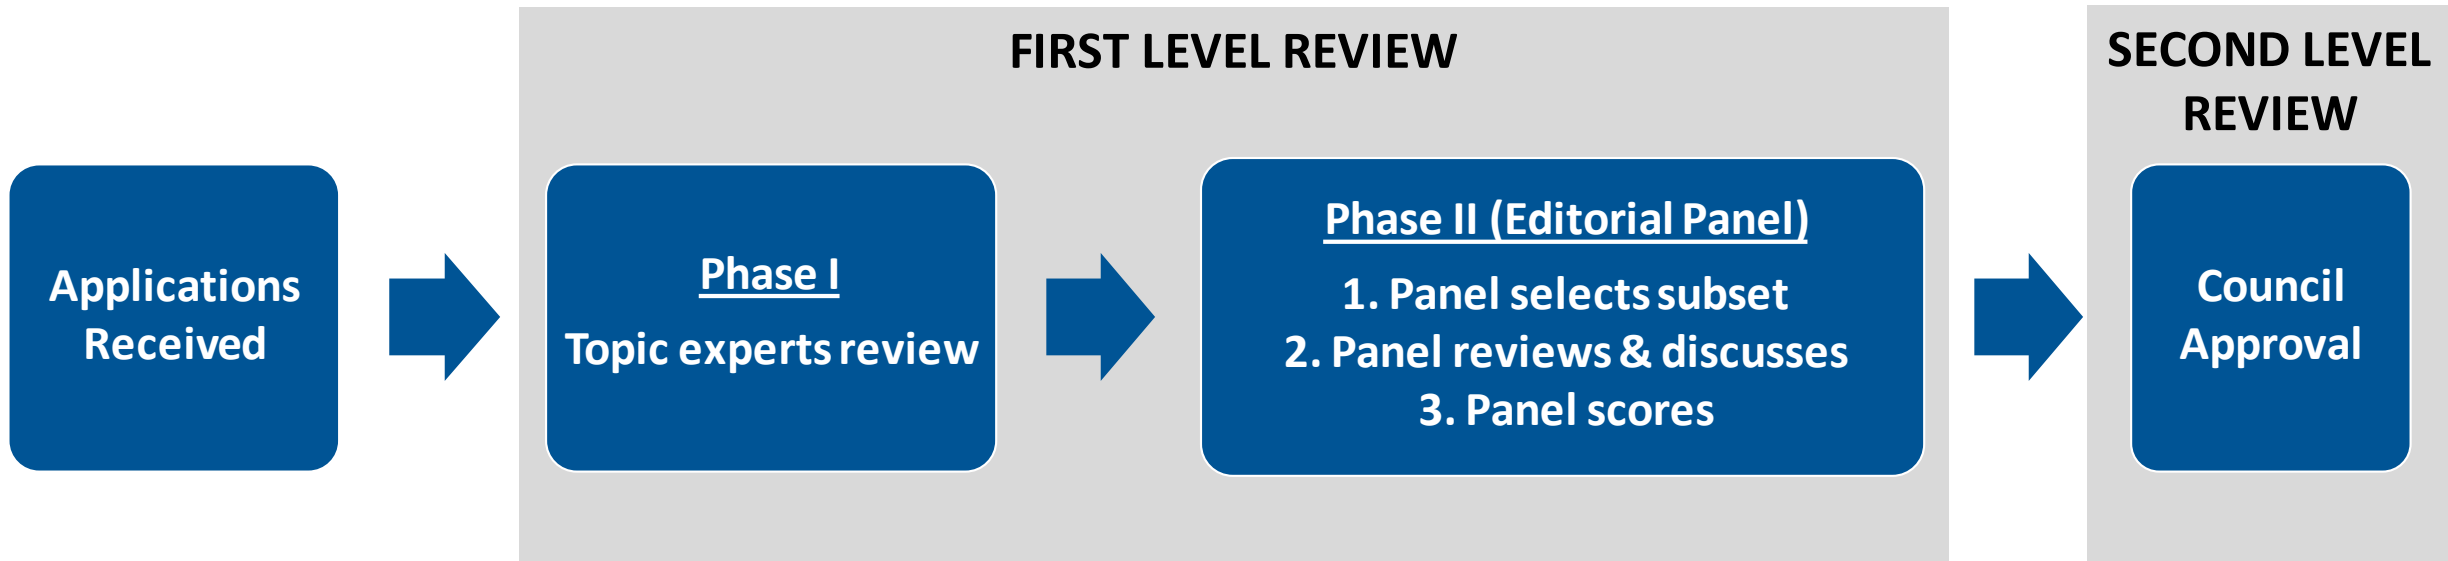 FIRST LEVEL REVIEW
SECOND LEVEL
REVIEW
Applications
Received
Phase I
Topic experts review
Phase II (Editorial Panel)
1. Panel selects subset
2. Panel reviews & discusses
3. Panel scores
Council
Approval